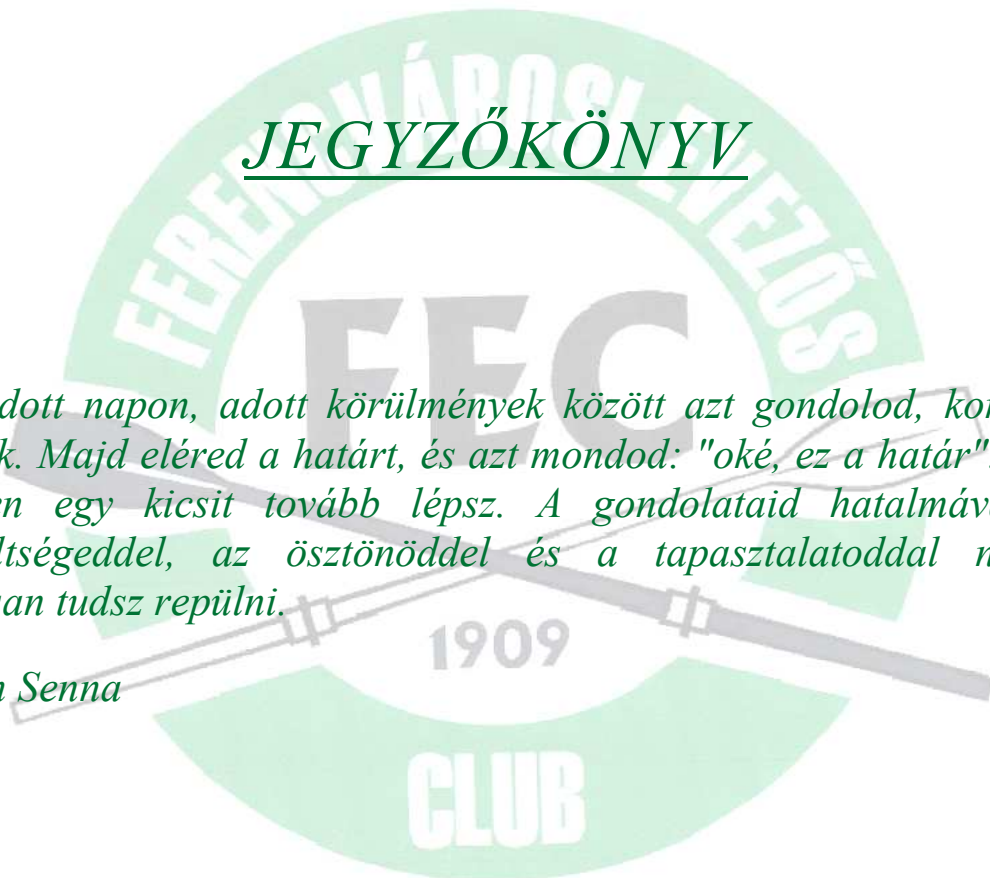 JEGYZŐKÖNYV
FERENCVÁROSI EVEZŐS
FEC
dott napon, adott körülmények között azt gondolod, kor
k. Majd eléred a határt, és azt mondod: "oké, ez a határ"
en egy kicsit tovább lépsz. A gondolataid hatalmáv
ltségeddel, az ösztönöddel és a tapasztalatoddal n
an tudsz repülni.
1909
n Senna
CLUB